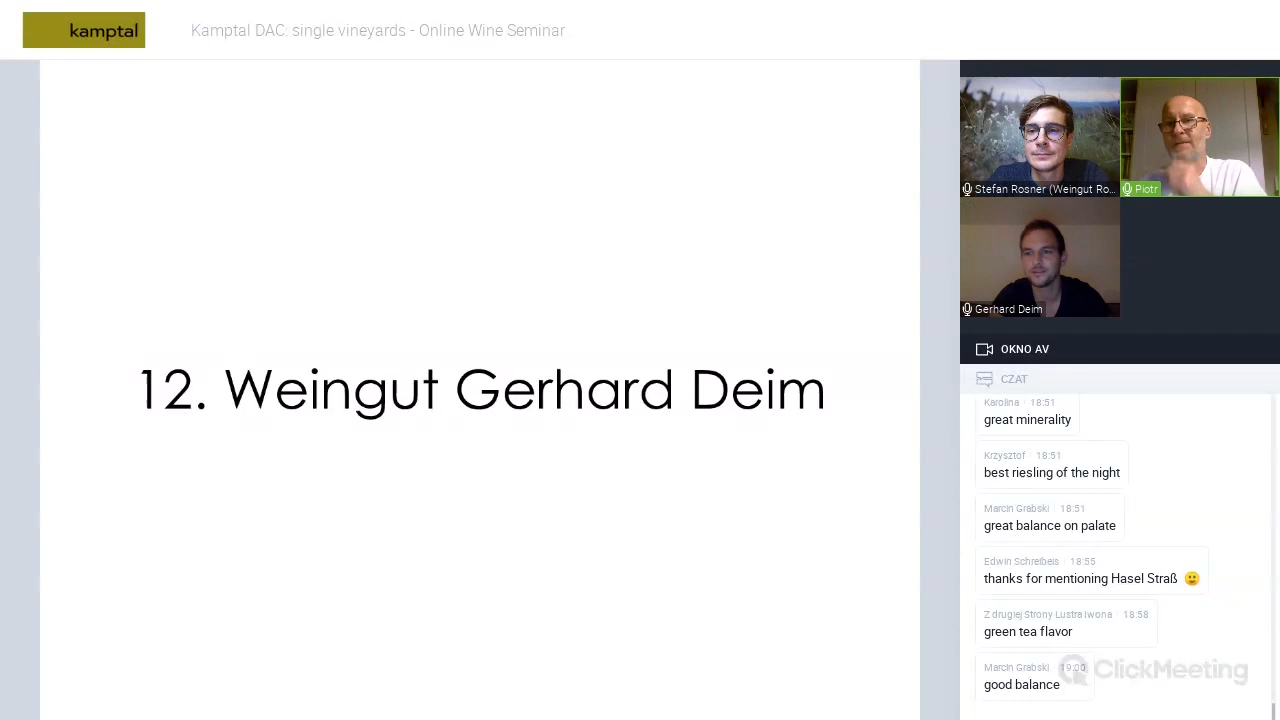 kamptal
Kamptal DAC: single vineyards - Online Wine Seminar
12. Weingut Gerhard Deim
Stefan Rosner (Weingut Ro...
Piotr
Gerhard Deim
OKNO AV
CZAT
Karolina · 18:51
great minerality
Krzysztof · 18:51
best riesling of the night
Marcin Grabski · 18:51
great balance on palate
Edwin Schreibeis · 18:55
thanks for mentioning Hasel Straß 🙂
Z drugiej Strony Lustra Iwona · 18:58
green tea flavor
Marcin Grabski · 19:00
good balance
ClickMeeting